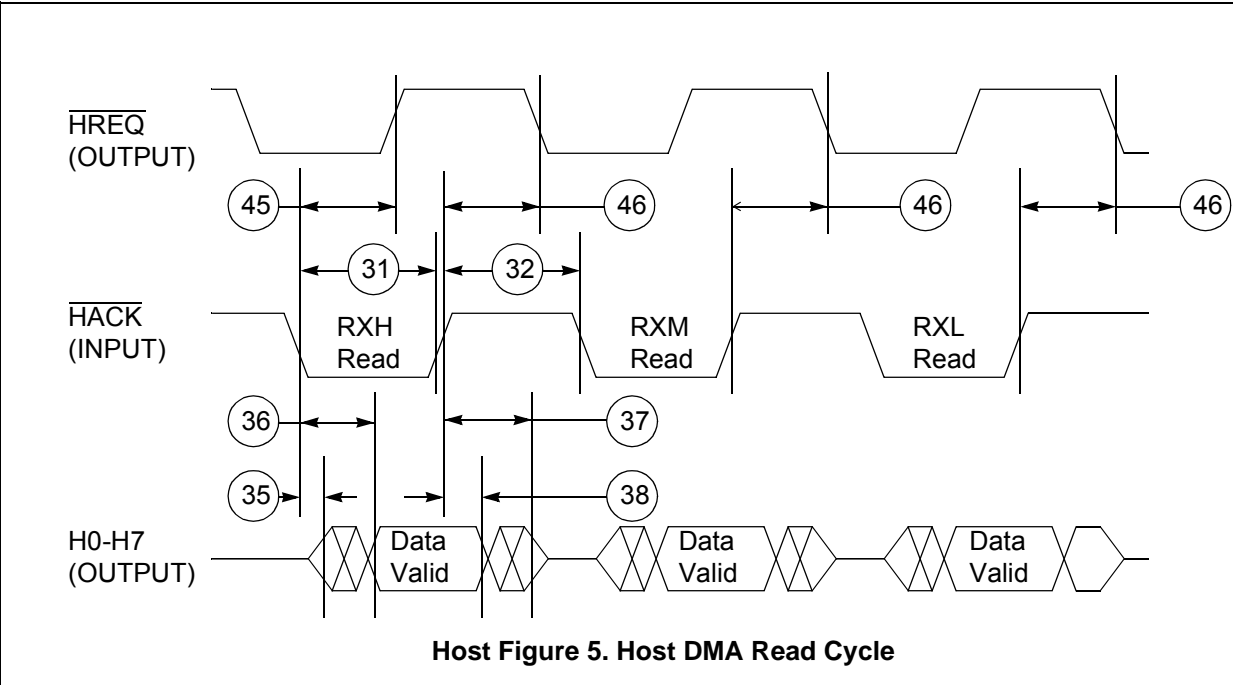 HREQ
(OUTPUT)
45
46
46
46
31
32
HACK
(INPUT)
RXH
Read
RXM
Read
RXL
Read
36
37
35
38
H0-H7
(OUTPUT)
Data
Valid
Data
Valid
Data
Valid
Host Figure 5. Host DMA Read Cycle